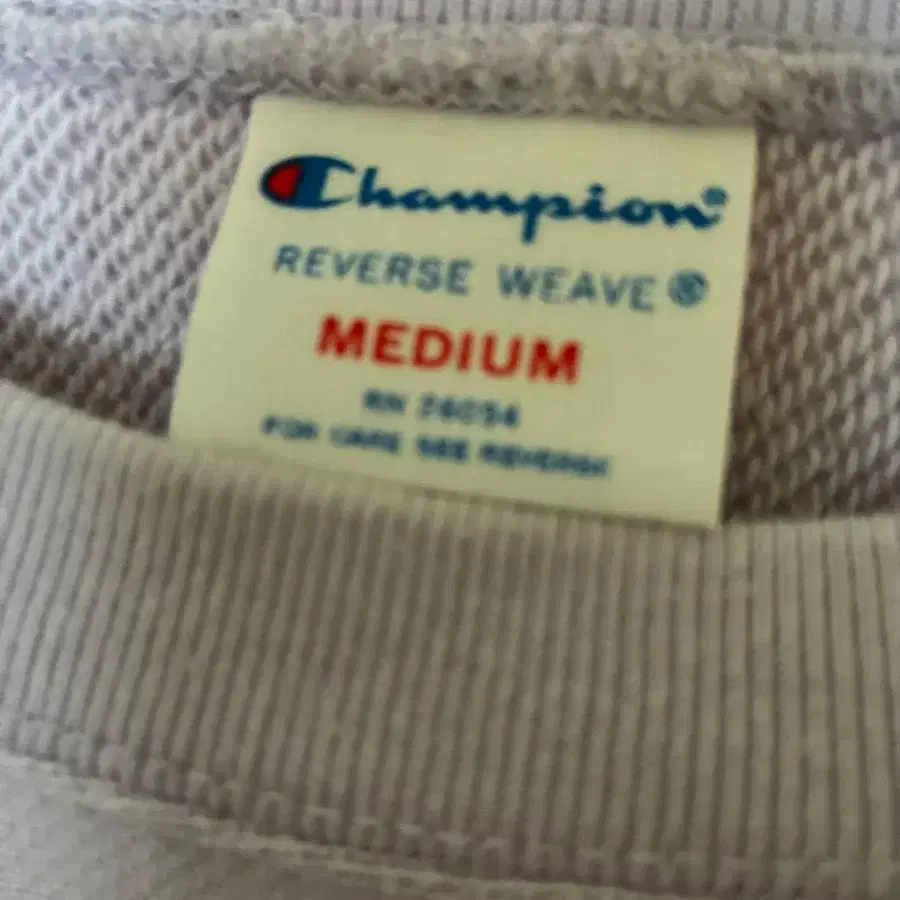 Champion®
REVERSE WEAVE®
MEDIUM
RN 26094
FOR CARE SEE REVERSE